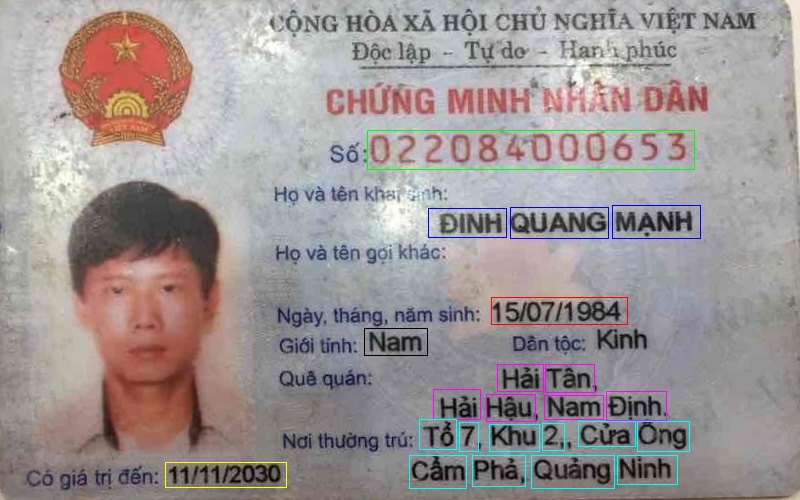 CỘNG HÒA XÃ HỘI CHỦ NGHĨA VIỆT NAM
Độc lập - Tự do - Hạnh phúc
CHỨNG MINH NHÂN DÂN
VIỆT NAM
Số: 022084000653
Họ và tên khai sinh:
ĐINH QUANG MẠNH
Họ và tên gọi khác:
Ngày, tháng, năm sinh: 15/07/1984
Giới tính: Nam Dân tộc: Kinh
Quê quán: Hải Tân,
Hải Hậu, Nam Định.
Nơi thường trú: Tổ 7, Khu 2,, Cửa Ông
Cẩm Phả, Quảng Ninh
Có giá trị đến: 11/11/2030